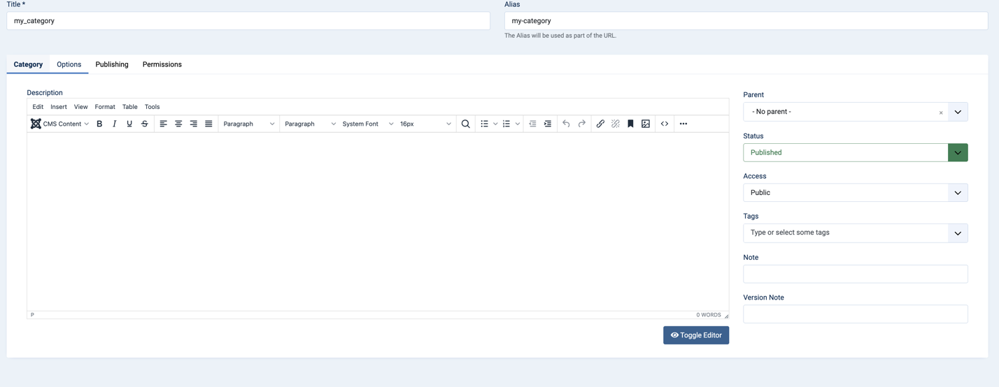 Title *
Alias
my_category
my-category
The Alias will be used as part of the URL.
Category Options Publishing Permissions
Description
Edit Insert View Format Table Tools
CMS Content B I U S Paragraph Paragraph System Font 16px
P
0 WORDS
Toggle Editor
Parent
- No parent -
Status
Published
Access
Public
Tags
Type or select some tags
Note
Version Note